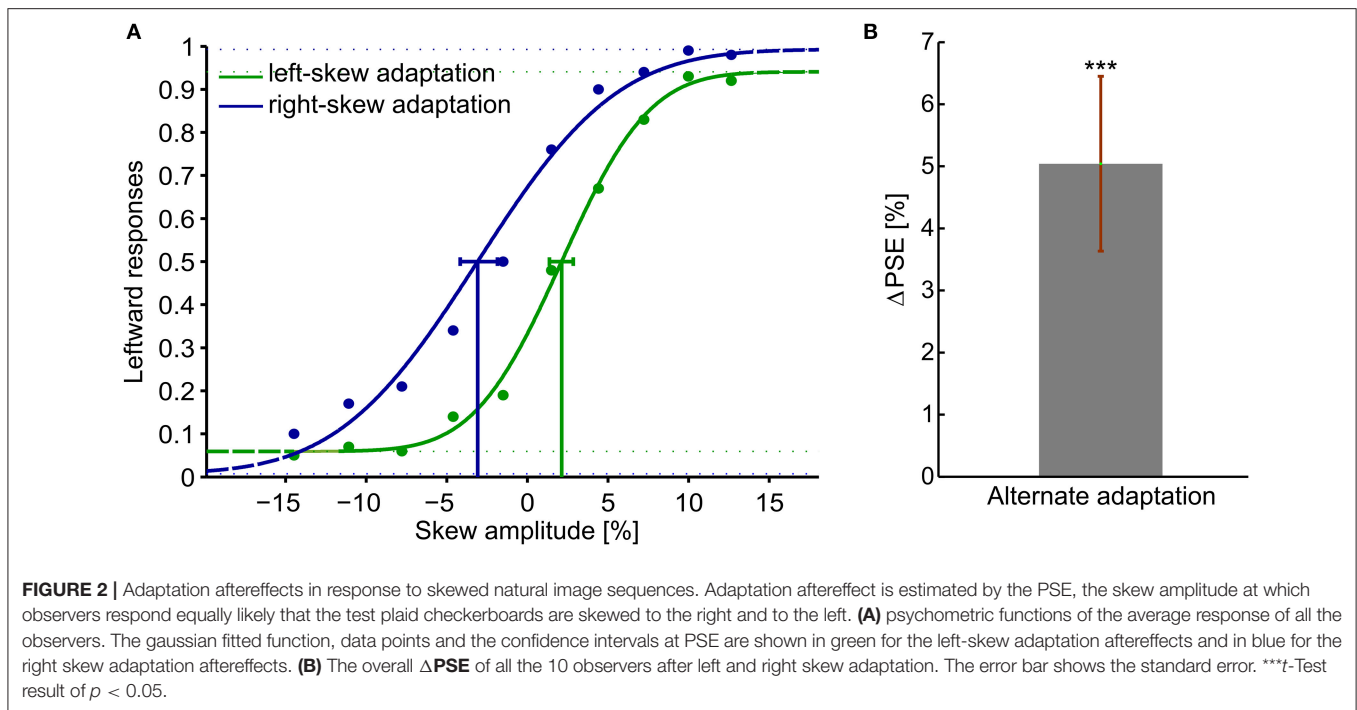 A
1
0.9
0.8
0.7
0.6
0.5
0.4
0.3
0.2
0.1
0
Leftward responses
left-skew adaptation
right-skew adaptation
−15 −10 −5 0 5 10 15
Skew amplitude [%]
B
7
6
5
4
3
2
1
0
ΔPSE [%]
***
Alternate adaptation
FIGURE 2 | Adaptation aftereffects in response to skewed natural image sequences. Adaptation aftereffect is estimated by the PSE, the skew amplitude at which
observers respond equally likely that the test plaid checkerboards are skewed to the right and to the left. (A) psychometric functions of the average response of all the
observers. The gaussian fitted function, data points and the confidence intervals at PSE are shown in green for the left-skew adaptation aftereffects and in blue for the
right skew adaptation aftereffects. (B) The overall ΔPSE of all the 10 observers after left and right skew adaptation. The error bar shows the standard error. ***t-Test
result of p < 0.05.